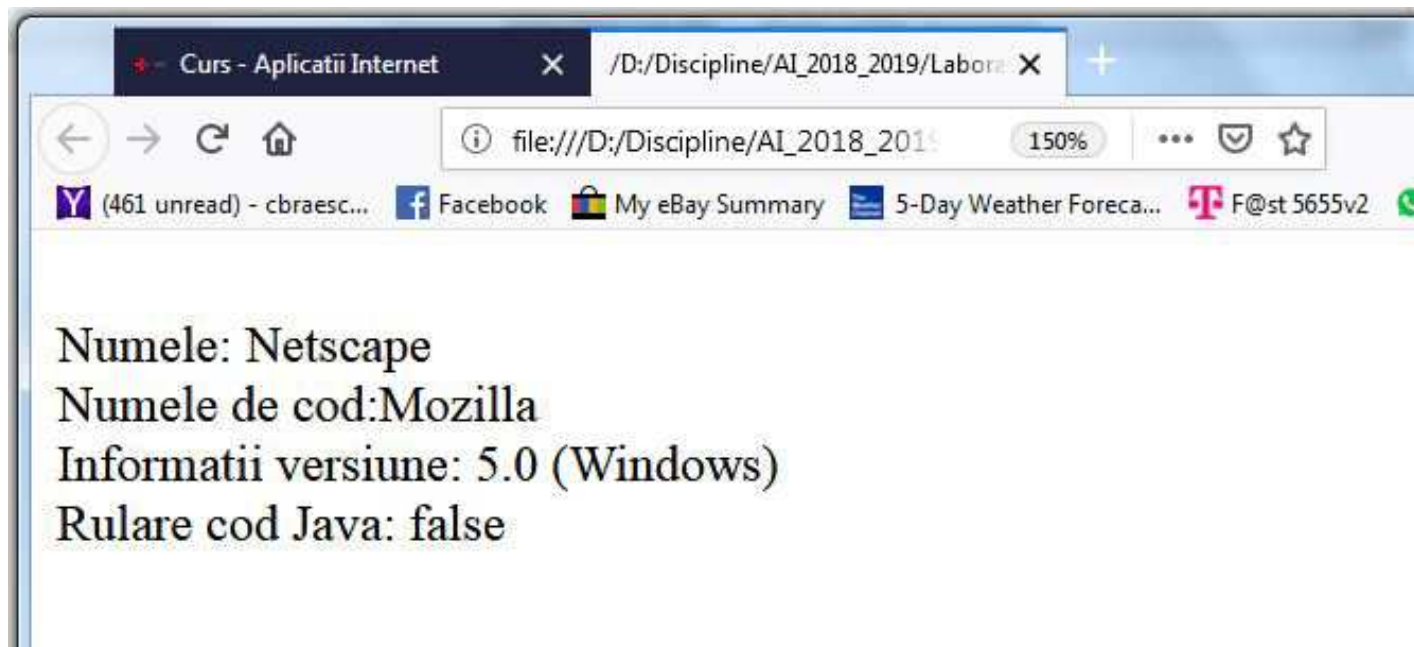 Curs - Aplicatii Internet
/D:/Discipline/AI_2018_2019/Labora
file:///D:/Discipline/AI_2018_201
150%
(461 unread) - cbraesc... Facebook My eBay Summary 5-Day Weather Foreca... F@st 5655v2
Numele: Netscape
Numele de cod:Mozilla
Informatii versiune: 5.0 (Windows)
Rulare cod Java: false